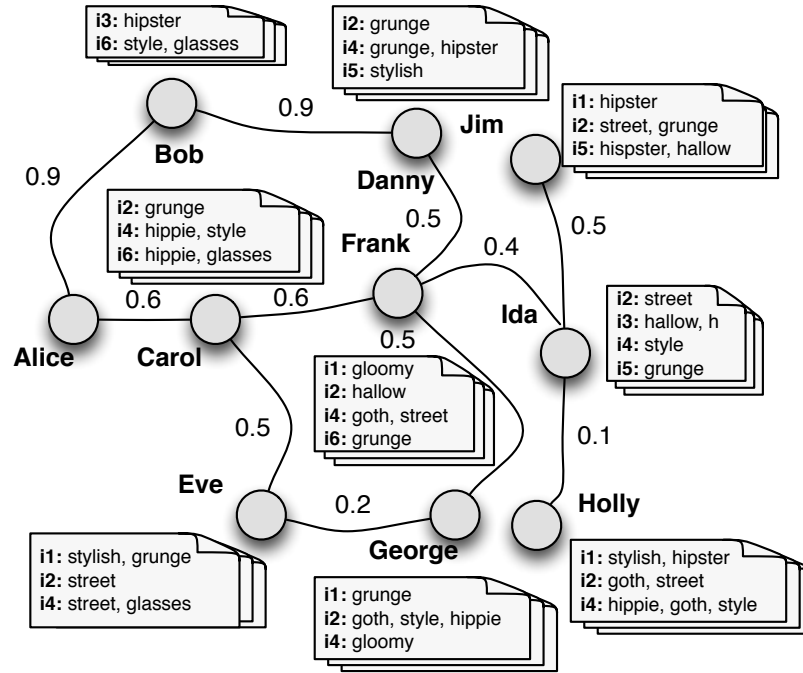 i3: hipster
i6: style, glasses
i2: grunge
i4: grunge, hipster
i5: stylish
i1: hipster
i2: street, grunge
i5: hispster, hallow
Jim
0.9
Bob
Danny
0.9
i2: grunge
i4: hippie, style
i6: hippie, glasses
0.5
0.5
Frank
0.4
0.6
0.6
Ida
i2: street
i3: hallow, h
i4: style
i5: grunge
Alice
Carol
0.5
i1: gloomy
i2: hallow
i4: goth, street
i6: grunge
0.5
0.1
Eve
0.2
Holly
George
i1: stylish, grunge
i2: street
i4: street, glasses
i1: grunge
i2: goth, style, hippie
i4: gloomy
i1: stylish, hipster
i2: goth, street
i4: hippie, goth, style